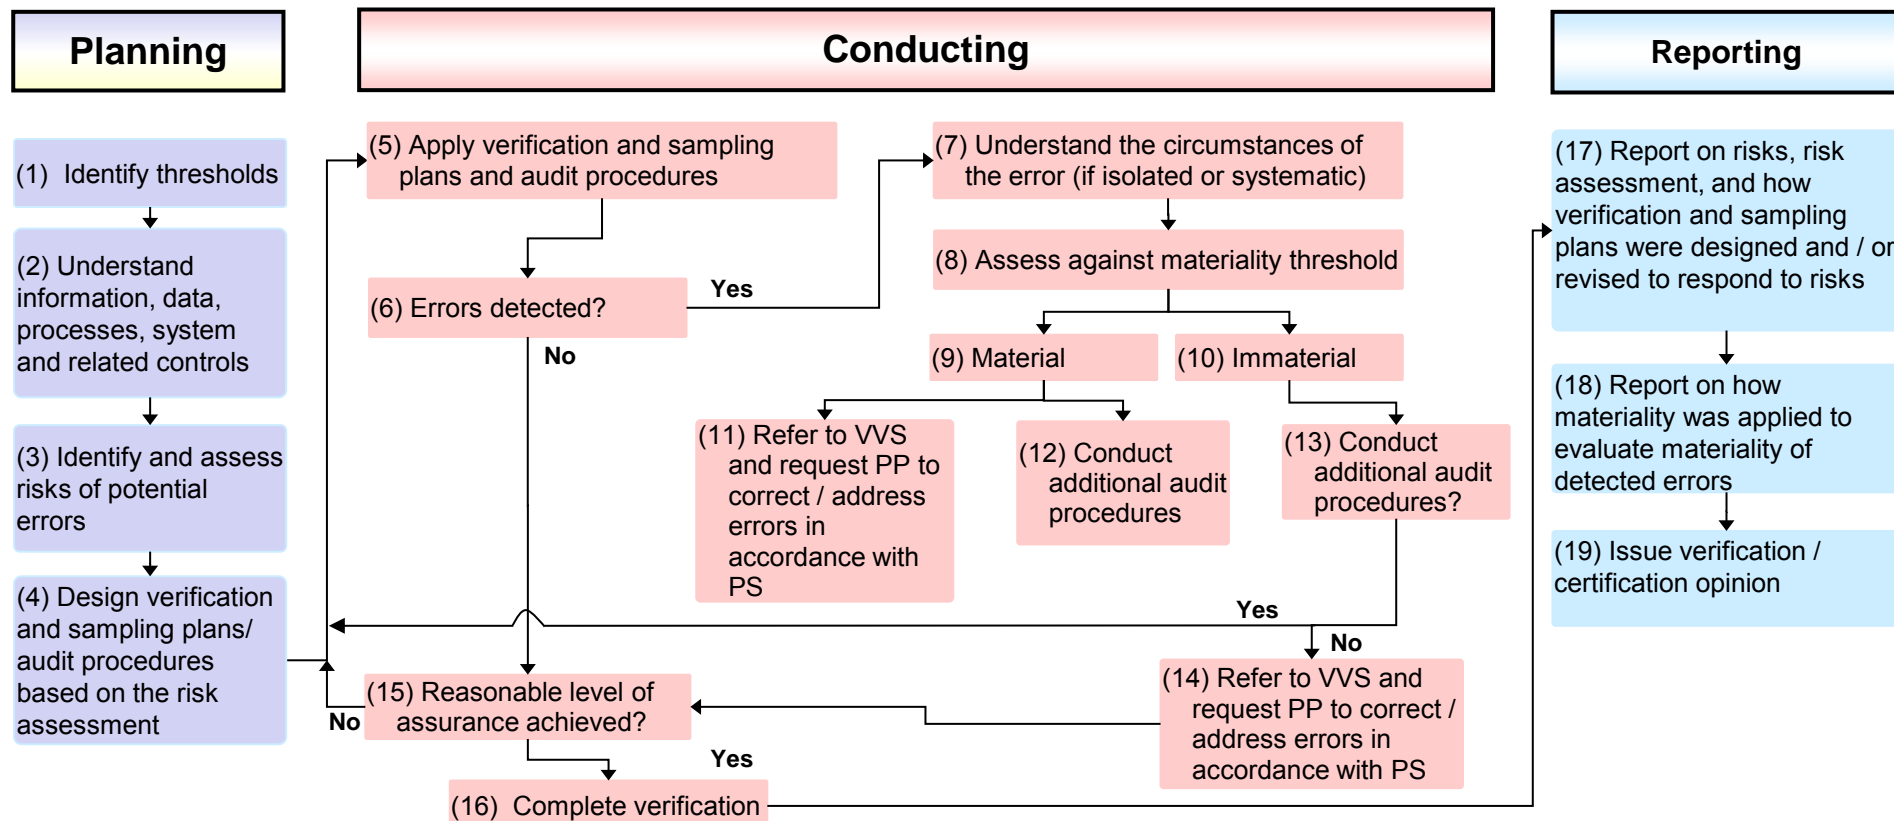 Planning
Conducting
Reporting
(1) Identify thresholds
(2) Understand
information, data,
processes, system
and related controls
(3) Identify and assess
risks of potential
errors
(4) Design verification
and sampling plans/
audit procedures
based on the risk
assessment
(5) Apply verification and sampling
plans and audit procedures
(6) Errors detected?
Yes
No
(7) Understand the circumstances of
the error (if isolated or systematic)
(8) Assess against materiality threshold
(9) Material
(10) Immaterial
(11) Refer to VVS
and request PP to
correct / address
errors in
accordance with
PS
(12) Conduct
additional audit
procedures
(13) Conduct
additional audit
procedures?
Yes
No
(14) Refer to VVS and
request PP to correct /
address errors in
accordance with PS
(15) Reasonable level of
assurance achieved?
No
Yes
(16) Complete verification
(17) Report on risks, risk
assessment, and how
verification and sampling
plans were designed and / or
revised to respond to risks
(18) Report on how
materiality was applied to
evaluate materiality of
detected errors
(19) Issue verification /
certification opinion